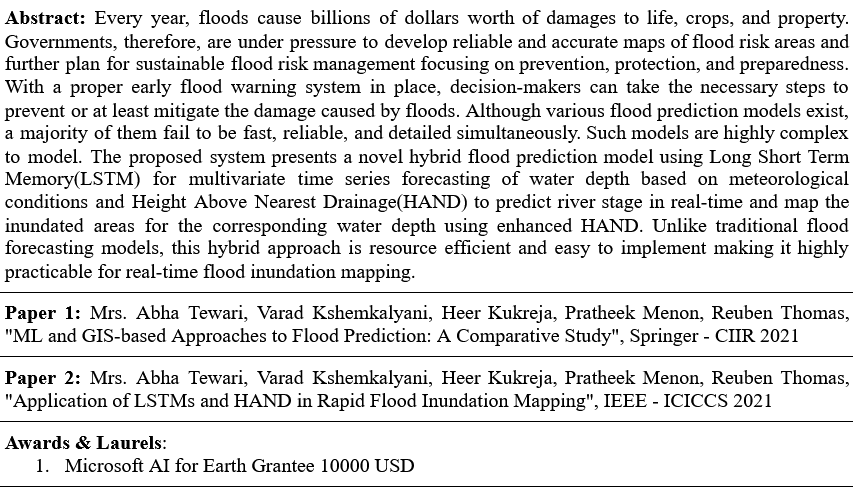 Abstract: Every year, floods cause billions of dollars worth of damages to life, crops, and property.
Governments, therefore, are under pressure to develop reliable and accurate maps of flood risk areas and
further plan for sustainable flood risk management focusing on prevention, protection, and preparedness.
With a proper early flood warning system in place, decision-makers can take the necessary steps to
prevent or at least mitigate the damage caused by floods. Although various flood prediction models exist,
a majority of them fail to be fast, reliable, and detailed simultaneously. Such models are highly complex
to model. The proposed system presents a novel hybrid flood prediction model using Long Short Term
Memory(LSTM) for multivariate time series forecasting of water depth based on meteorological
conditions and Height Above Nearest Drainage(HAND) to predict river stage in real-time and map the
inundated areas for the corresponding water depth using enhanced HAND. Unlike traditional flood
forecasting models, this hybrid approach is resource efficient and easy to implement making it highly
practicable for real-time flood inundation mapping.
Paper 1: Mrs. Abha Tewari, Varad Kshemkalyani, Heer Kukreja, Pratheek Menon, Reuben Thomas,
"ML and GIS-based Approaches to Flood Prediction: A Comparative Study", Springer - CIIR 2021
Paper 2: Mrs. Abha Tewari, Varad Kshemkalyani, Heer Kukreja, Pratheek Menon, Reuben Thomas,
"Application of LSTMs and HAND in Rapid Flood Inundation Mapping", IEEE - ICICCS 2021
Awards & Laurels:
1. Microsoft AI for Earth Grantee 10000 USD